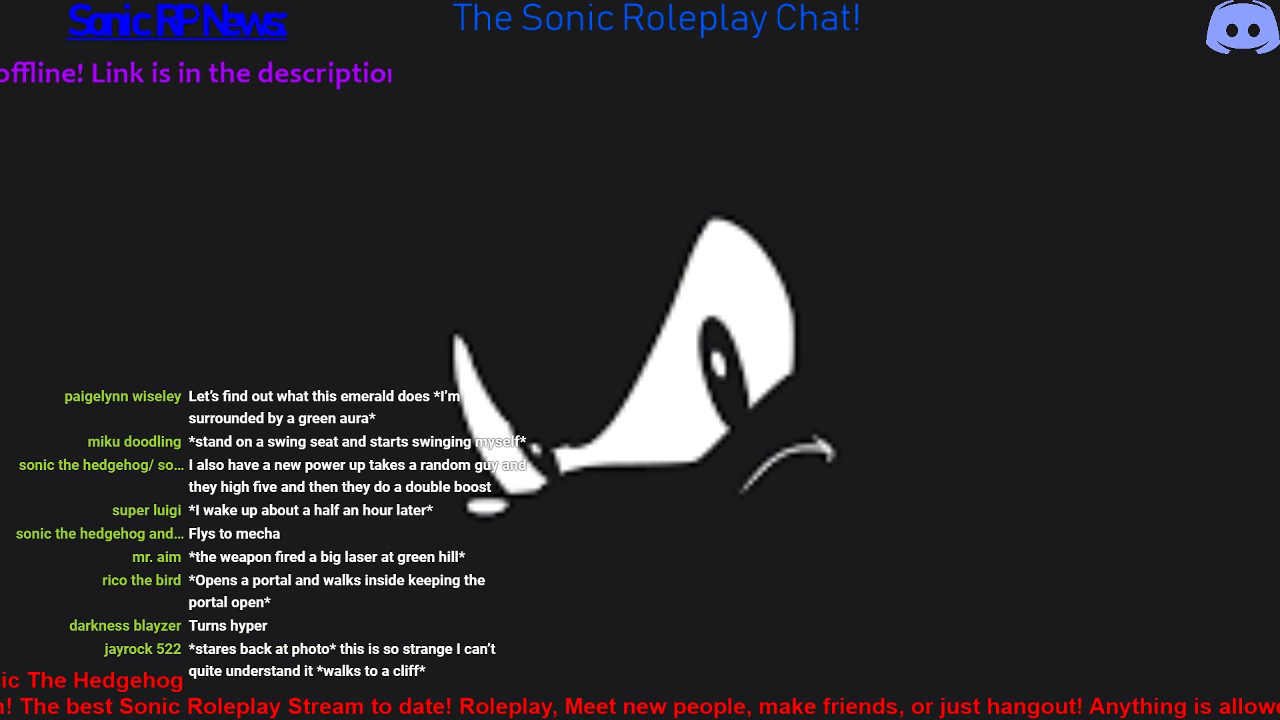 Sonic RP News:
The Sonic Roleplay Chat!
offline! Link is in the description
paigelynn wiseley Let's find out what this emerald does *I'm
surrounded by a green aura*
miku doodling *stand on a swing seat and starts swinging myself*
sonic the hedgehog/ so... I also have a new power up takes a random guy and
they high five and then they do a double boost
super luigi *I wake up about a half an hour later*
sonic the hedgehog and... Flys to mecha
mr. aim *the weapon fired a big laser at green hill*
rico the bird *Opens a portal and walks inside keeping the
portal open*
darkness blayzer Turns hyper
jayrock 522 *stares back at photo* this is so strange I can't
quite understand it *walks to a cliff*
ic The Hedgehog
! The best Sonic Roleplay Stream to date! Roleplay, Meet new people, make friends, or just hangout! Anything is allowe